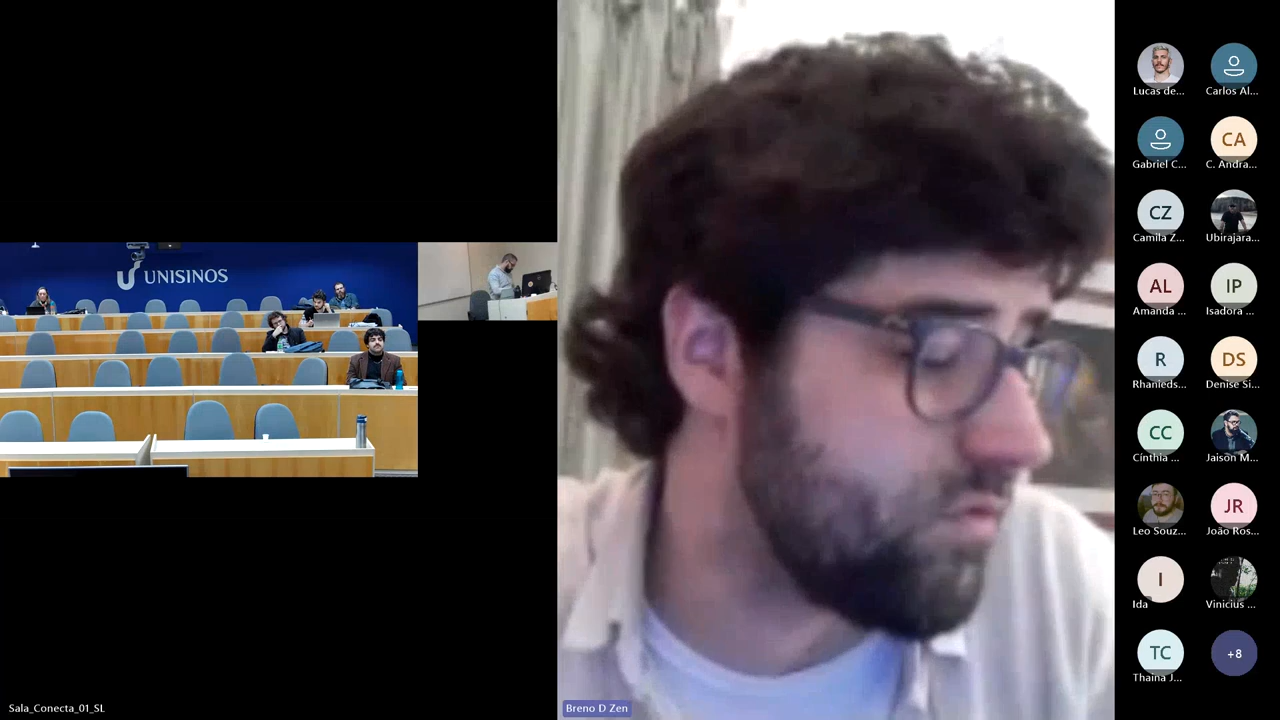 UNISINOS
Sala_Conecta_01_SL
Breno D Zen
Lucas de...
Carlos Al...
Gabriel C...
CA
C. Andra...
CZ
Camila Z...
Ubirajara...
AL
Amanda ...
IP
Isadora ...
R
Rhanieds...
DS
Denise Si...
CC
Cínthia ...
Jaison M...
Leo Souz...
JR
João Ros...
I
Ida
Vinicius ...
TC
Thaina J...
+8